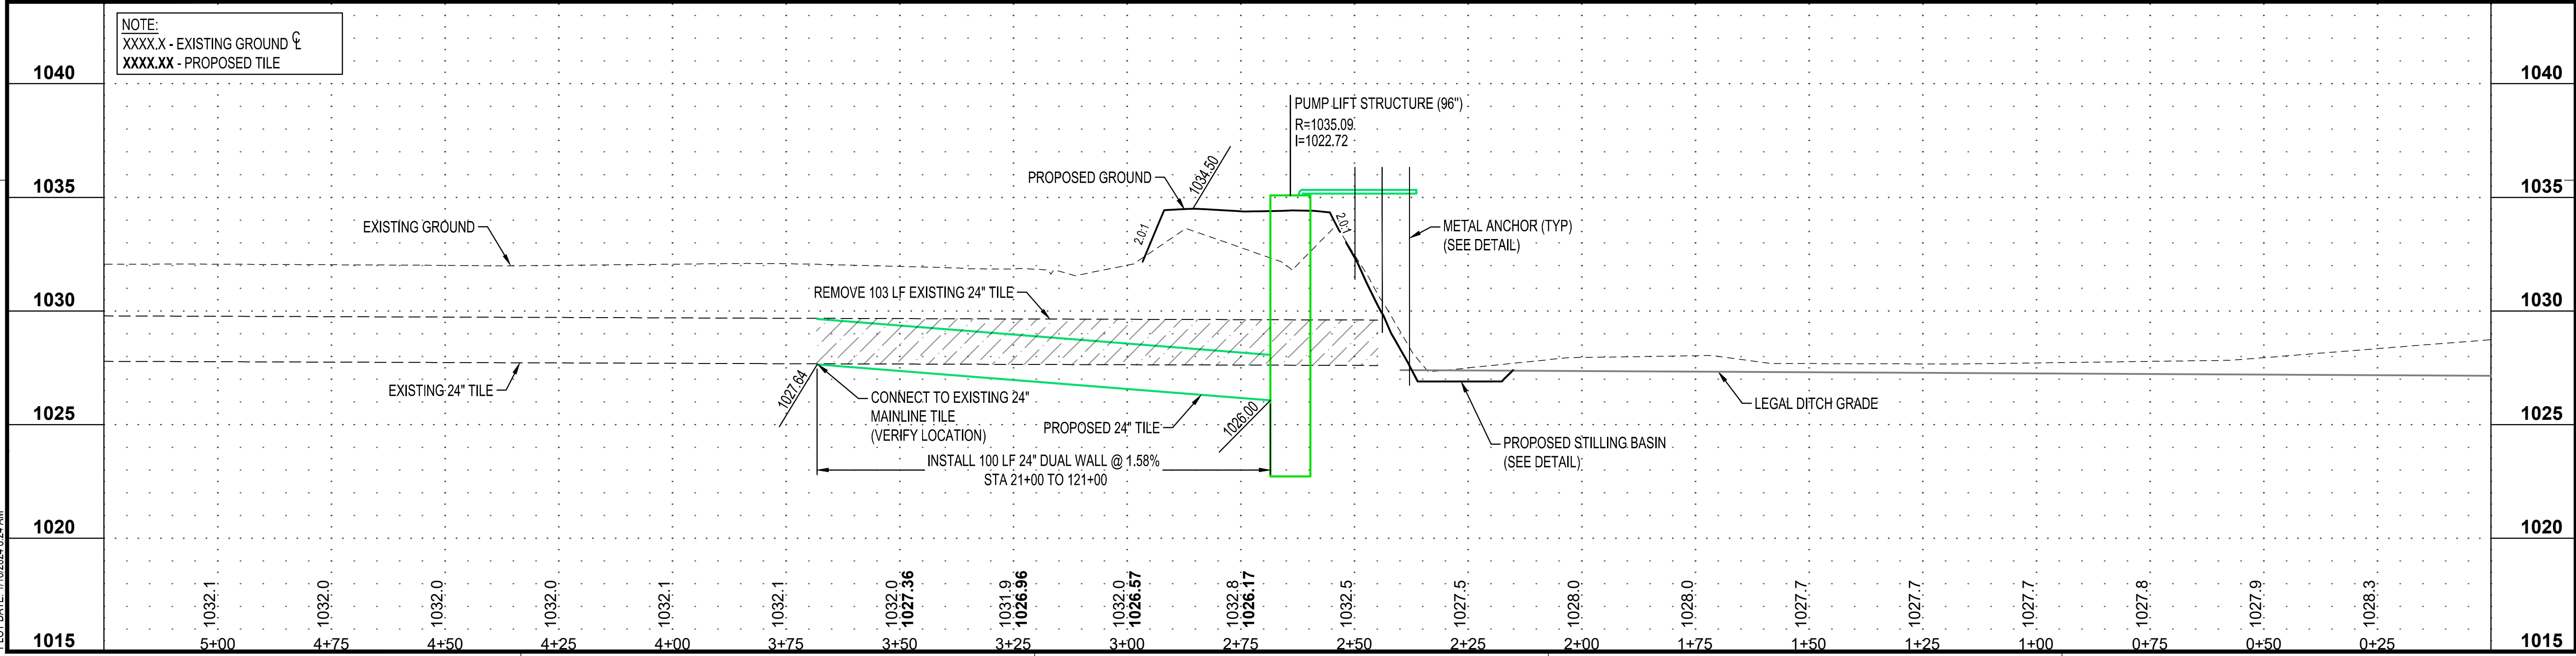 NOTE:
XXXX.X - EXISTING GROUND ℄
XXXX.XX - PROPOSED TILE
1040
1040
PUMP LIFT STRUCTURE (96")
R=1035.09
I=1022.72
1034.50
PROPOSED GROUND
1035
1035
2.0:1
2.0:1
EXISTING GROUND
METAL ANCHOR (TYP)
(SEE DETAIL)
REMOVE 103 LF EXISTING 24" TILE
1030
1030
1027.64
EXISTING 24" TILE
CONNECT TO EXISTING 24"
MAINLINE TILE
(VERIFY LOCATION)
PROPOSED 24" TILE
1026.00
LEGAL DITCH GRADE
1025
1025
PROPOSED STILLING BASIN
(SEE DETAIL)
INSTALL 100 LF 24" DUAL WALL @ 1.58%
STA 21+00 TO 121+00
1020
1020
1032.1
1032.0
1032.0
1032.0
1032.1
1032.1
1032.0
1027.36
1031.9
1026.96
1032.0
1026.57
1032.8
1026.17
1032.5
1027.5
1028.0
1028.0
1027.7
1027.7
1027.7
1027.8
1027.9
1028.3
1015
5+00
4+75
4+50
4+25
4+00
3+75
3+50
3+25
3+00
2+75
2+50
2+25
2+00
1+75
1+50
1+25
1+00
0+75
0+50
0+25
1015